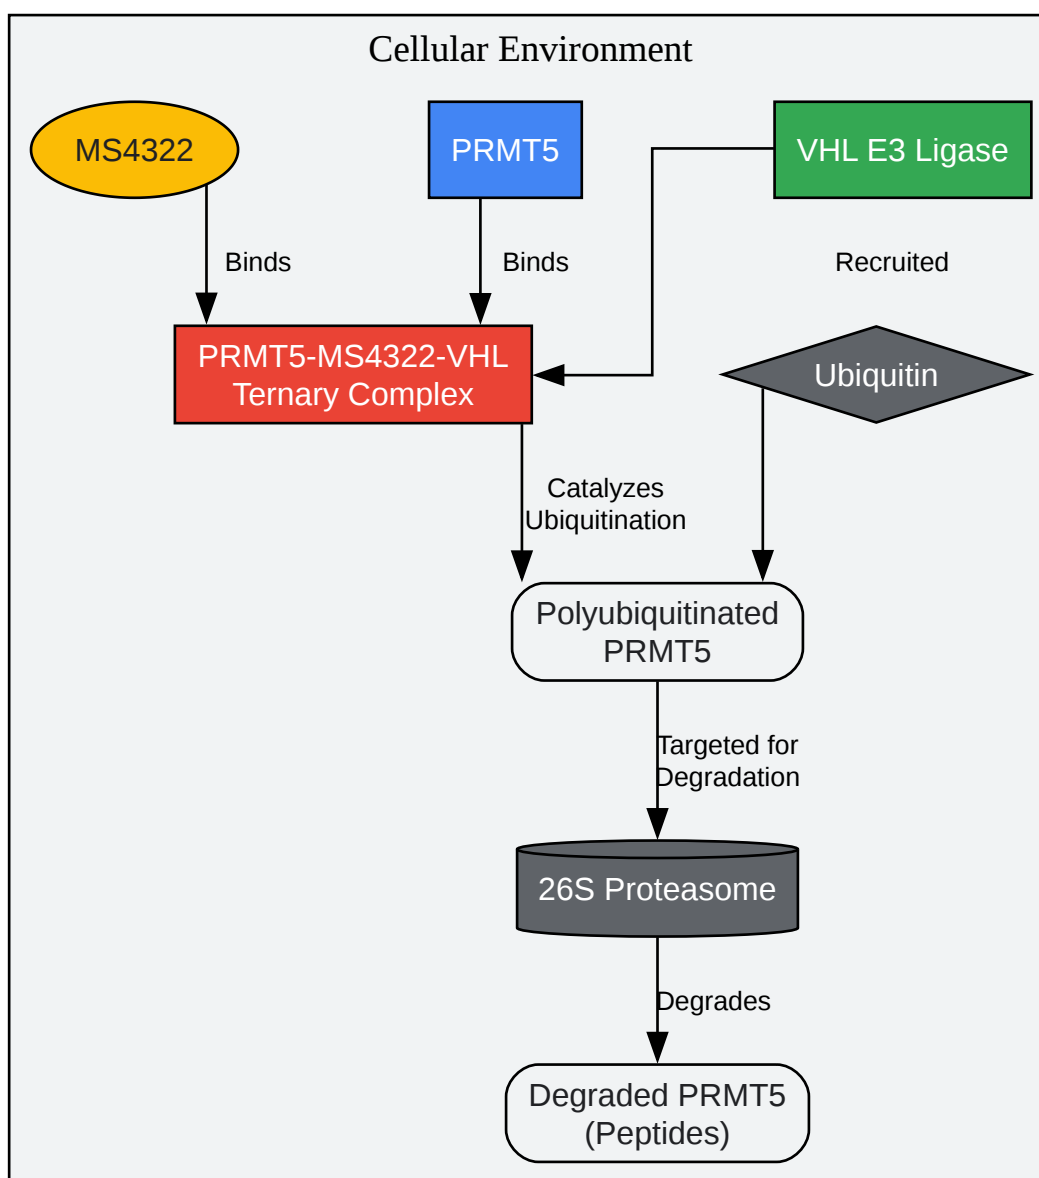 Cellular Environment
MS4322
PRMT5
VHL E3 Ligase
Binds
Binds
Recruited
PRMT5-MS4322-VHL
Ternary Complex
Ubiquitin
Catalyzes
Ubiquitination
Polyubiquitinated
PRMT5
Targeted for
Degradation
26S Proteasome
Degrades
Degraded PRMT5
(Peptides)